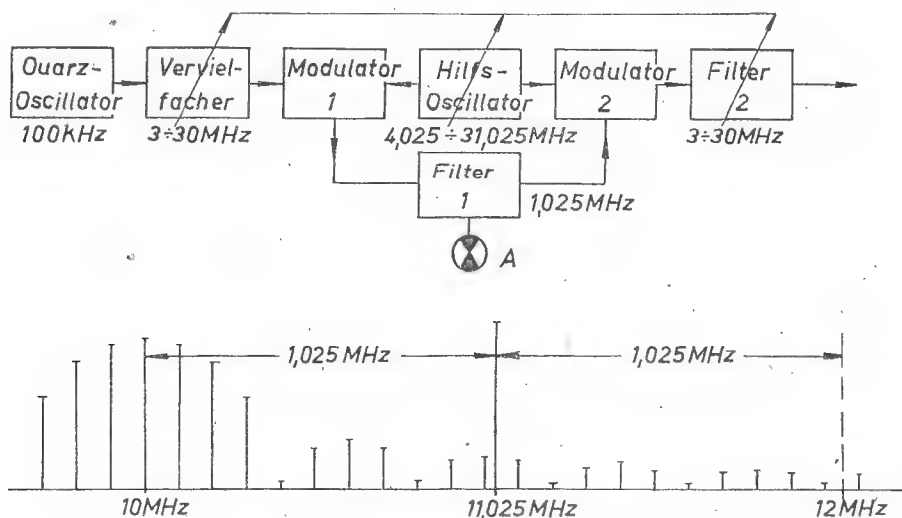 Quarz-
Oscillator
100KHz
Verviel-
facher
3÷30MHz
Modulator
1
Hilfs-
Oscillator
4,025÷31,025MHz
Modulator
2
Filter
2
3÷30MHz
Filter
1
1,025MHz
A
1,025MHz
1,025MHz
10MHz
11,025MHz
12MHz